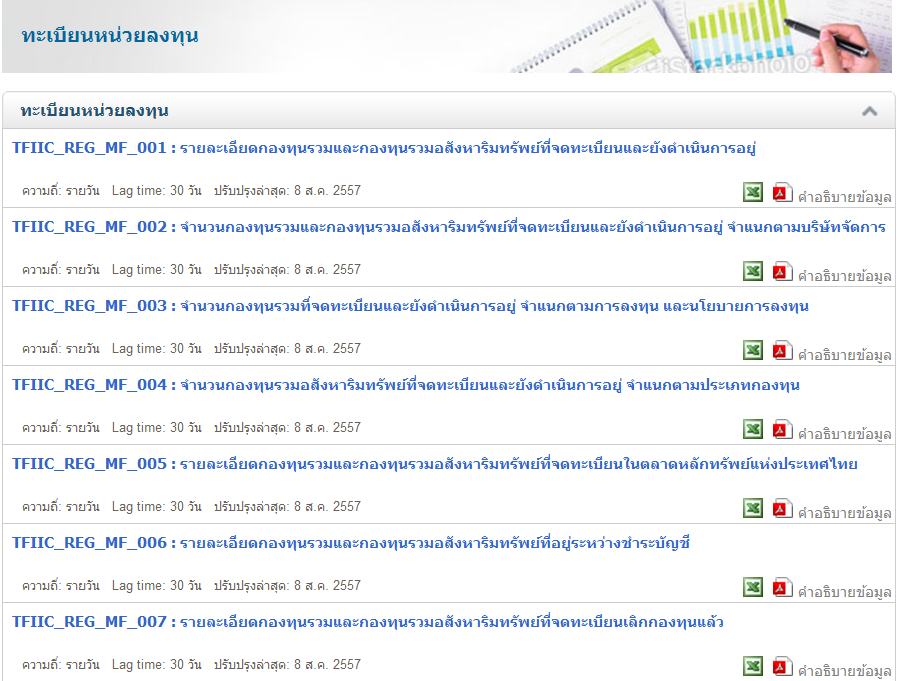 ทะเบียนหน่วยลงทุน
ทะเบียนหน่วยลงทุน
TFIIC_REG_MF_001 : รายละเอียดกองทุนรวมและกองทุนรวมอสังหาริมทรัพย์ที่จดทะเบียนและยังดำเนินการอยู่
ความถี่: รายวัน Lag time: 30 วัน ปรับปรุงล่าสุด: 8 ส.ค. 2557 คำอธิบายข้อมูล
TFIIC_REG_MF_002 : จำนวนกองทุนรวมและกองทุนรวมอสังหาริมทรัพย์ที่จดทะเบียนและยังดำเนินการอยู่ จำแนกตามบริษัทจัดการ
ความถี่: รายวัน Lag time: 30 วัน ปรับปรุงล่าสุด: 8 ส.ค. 2557 คำอธิบายข้อมูล
TFIIC_REG_MF_003 : จำนวนกองทุนรวมที่จดทะเบียนและยังดำเนินการอยู่ จำแนกตามการลงทุน และนโยบายการลงทุน
ความถี่: รายวัน Lag time: 30 วัน ปรับปรุงล่าสุด: 8 ส.ค. 2557 คำอธิบายข้อมูล
TFIIC_REG_MF_004 : จำนวนกองทุนรวมอสังหาริมทรัพย์ที่จดทะเบียนและยังดำเนินการอยู่ จำแนกตามประเภทกองทุน
ความถี่: รายวัน Lag time: 30 วัน ปรับปรุงล่าสุด: 8 ส.ค. 2557 คำอธิบายข้อมูล
TFIIC_REG_MF_005 : รายละเอียดกองทุนรวมและกองทุนรวมอสังหาริมทรัพย์ที่จดทะเบียนในตลาดหลักทรัพย์แห่งประเทศไทย
ความถี่: รายวัน Lag time: 30 วัน ปรับปรุงล่าสุด: 8 ส.ค. 2557 คำอธิบายข้อมูล
TFIIC_REG_MF_006 : รายละเอียดกองทุนรวมและกองทุนรวมอสังหาริมทรัพย์ที่อยู่ระหว่างชำระบัญชี
ความถี่: รายวัน Lag time: 30 วัน ปรับปรุงล่าสุด: 8 ส.ค. 2557 คำอธิบายข้อมูล
TFIIC_REG_MF_007 : รายละเอียดกองทุนรวมและกองทุนรวมอสังหาริมทรัพย์ที่จดทะเบียนเลิกกองทุนแล้ว
ความถี่: รายวัน Lag time: 30 วัน ปรับปรุงล่าสุด: 8 ส.ค. 2557 คำอธิบายข้อมูล